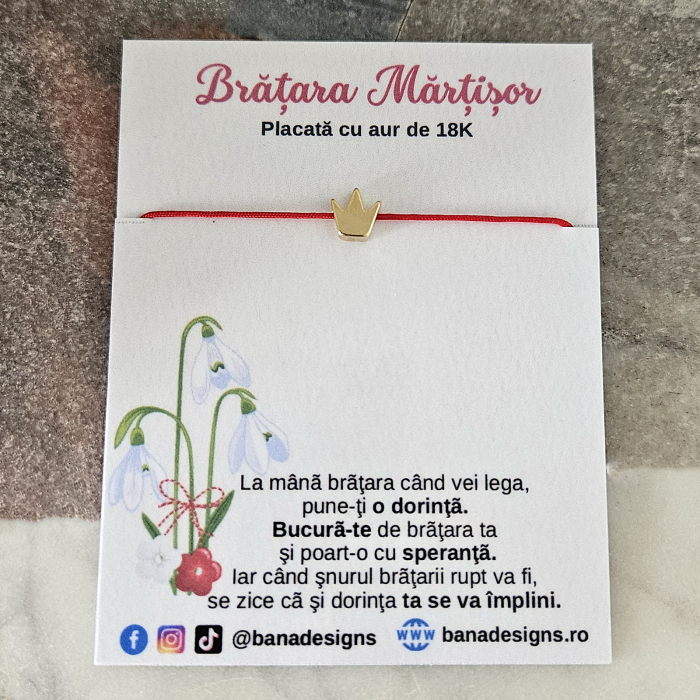 Brățara Mărțișor
Placată cu aur de 18K
La mână brăţara când vei lega,
pune-ţi o dorinţă.
Bucură-te de brăţara ta
şi poart-o cu speranţă.
Iar când şnurul brăţarii rupt va fi,
se zice că şi dorinţa ta se va împlini.
@banadesigns www banadesigns.ro